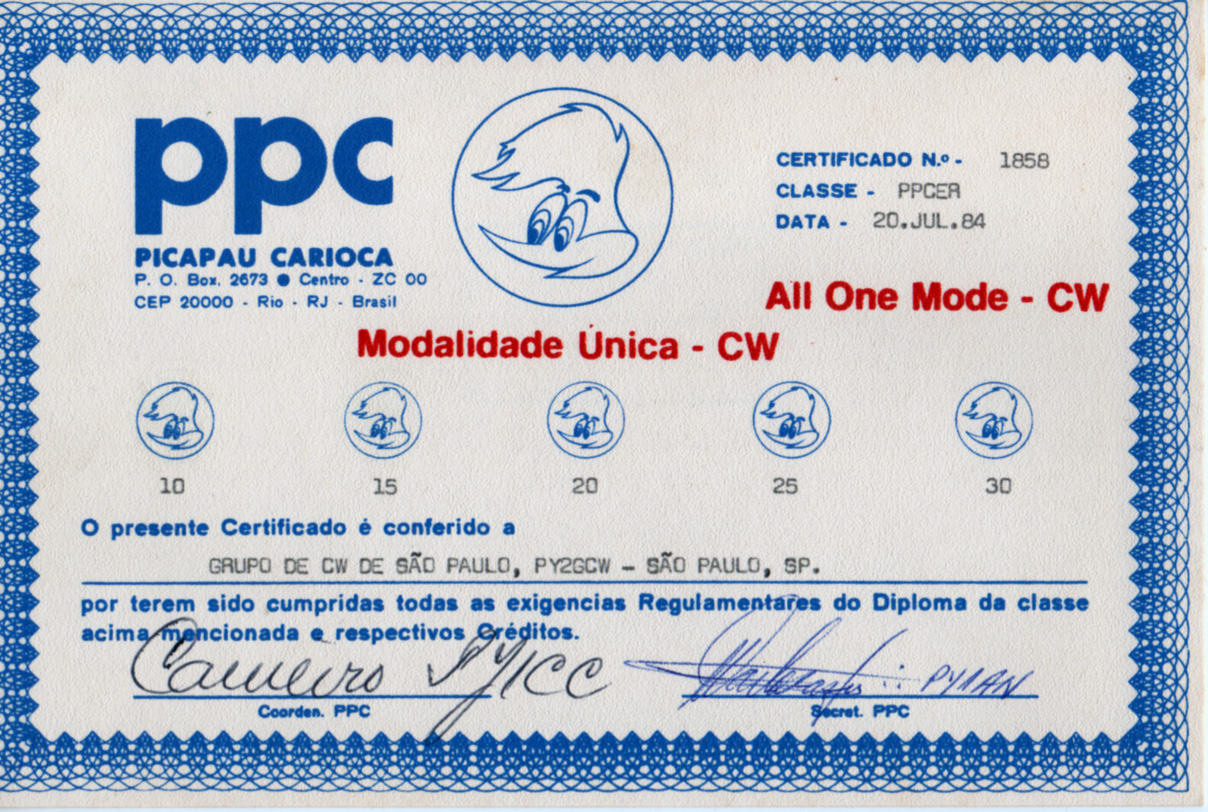 ppc
PICAPAU CARIOCA
P. O. Box. 2673 ● Centro - ZC 00
CEP 20000 - Rio - RJ - Brasil
CERTIFICADO N.º - 1858
CLASSE - PPCER
DATA - 20.JUL.84
All One Mode - CW
Modalidade Única - CW
10 15 20 25 30
O presente Certificado é conferido a
GRUPO DE CW DE SÃO PAULO, PY2GCW - SÃO PAULO, SP.
por terem sido cumpridas todas as exigencias Regulamentares do Diploma da classe
acima mencionada e respectivos Créditos.
Carneiro PY1CC PY1AAN
Coorden. PPC Secret. PPC